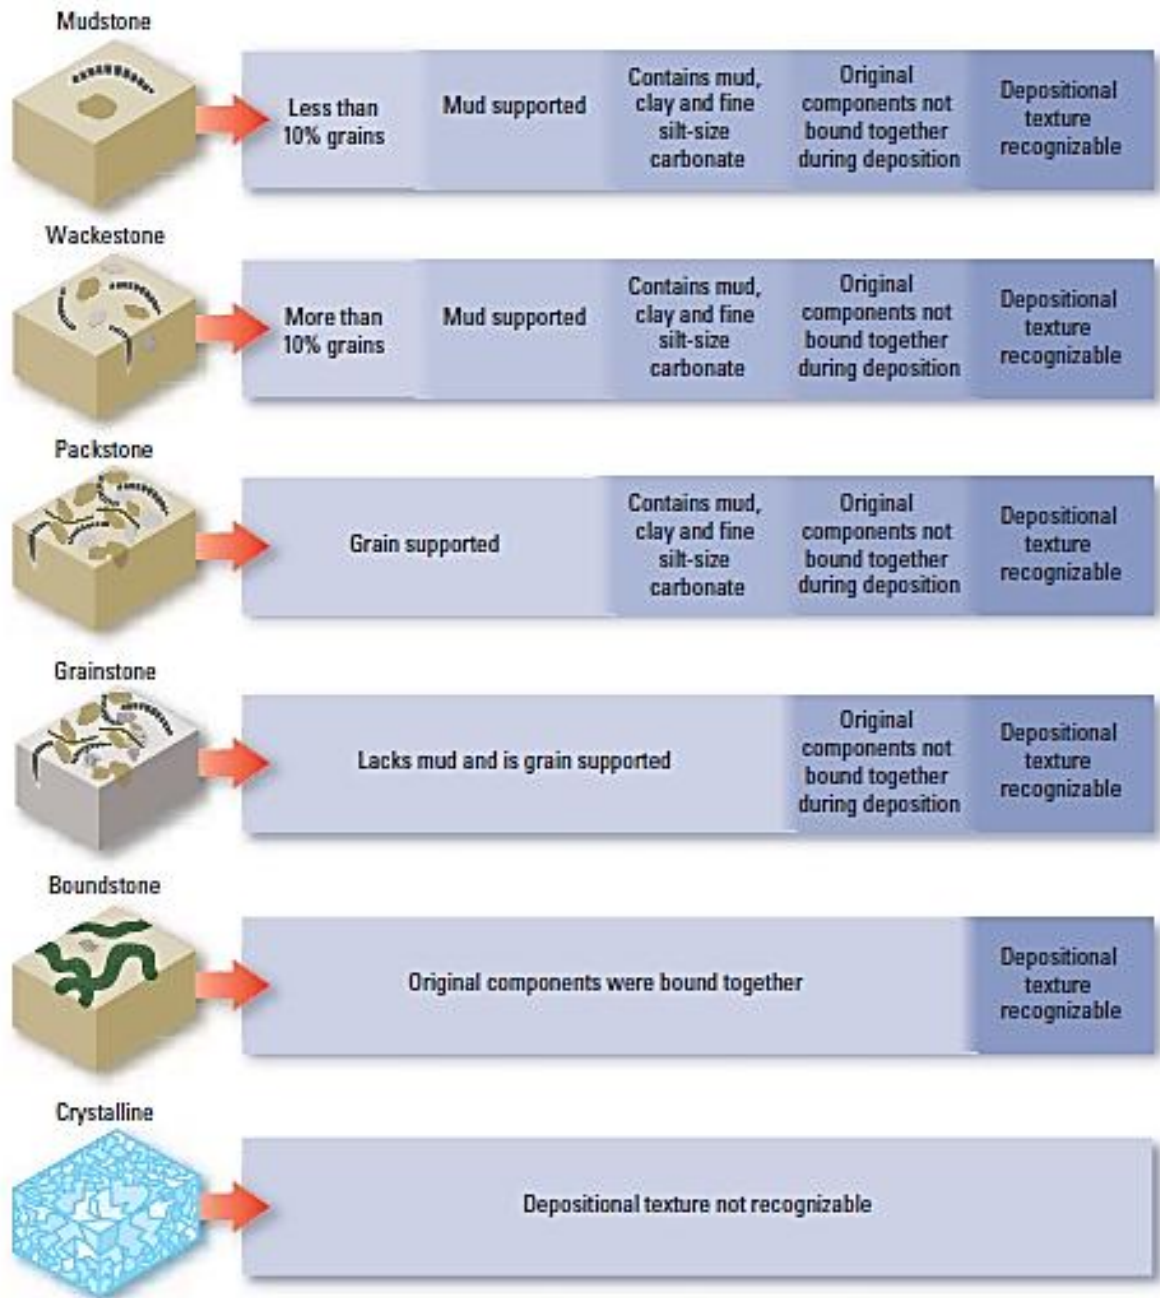 Mudstone
Less than
10% grains
Mud supported
Contains mud,
clay and fine
silt-size
carbonate
Original
components not
bound together
during deposition
Depositional
texture
recognizable
Wackestone
More than
10% grains
Mud supported
Contains mud,
clay and fine
silt-size
carbonate
Original
components not
bound together
during deposition
Depositional
texture
recognizable
Packstone
Grain supported
Contains mud,
clay and fine
silt-size
carbonate
Original
components not
bound together
during deposition
Depositional
texture
recognizable
Grainstone
Lacks mud and is grain supported
Original
components not
bound together
during deposition
Depositional
texture
recognizable
Boundstone
Original components were bound together
Depositional
texture
recognizable
Crystalline
Depositional texture not recognizable